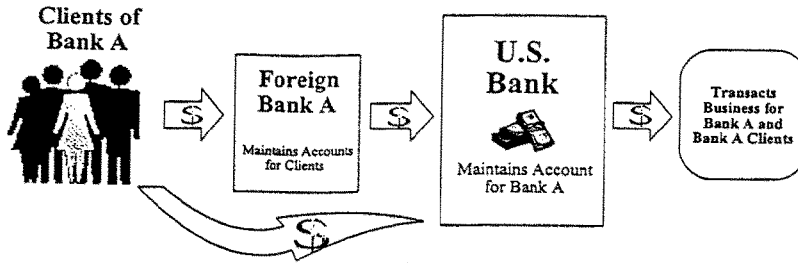 Clients of
Bank A
$
Foreign
Bank A
Maintains Accounts
for Clients
$
U.S.
Bank
Maintains Account
for Bank A
$
Transacts
Business for
Bank A and
Bank A Clients
$